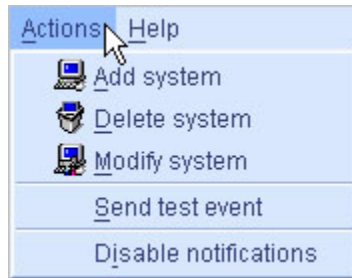 Actions Help
Add system
Delete system
Modify system
Send test event
Disable notifications